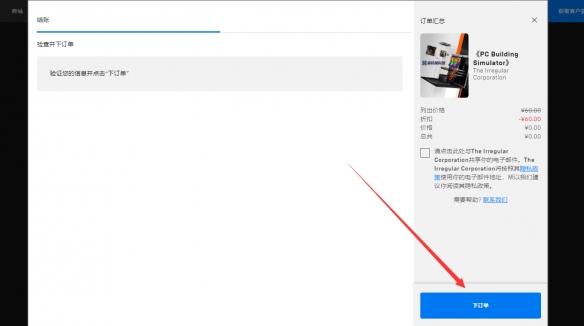 商城
获取客户端
结账
检查并下订单
验证您的信息并点击“下订单”
订单汇总
《PC Building
Simulator》
The Irregular
Corporation
列出价格 ¥60.00
折扣 -¥60.00
价格 ¥0.00
总共 ¥0.00
请点击此处与The Irregular
Corporation共享你的电子邮件。The
Irregular Corporation将按照其隐私政
策使用你的电子邮件地址，所以我们建
议你阅读其隐私政策。
需要帮助? 联系我们
下订单